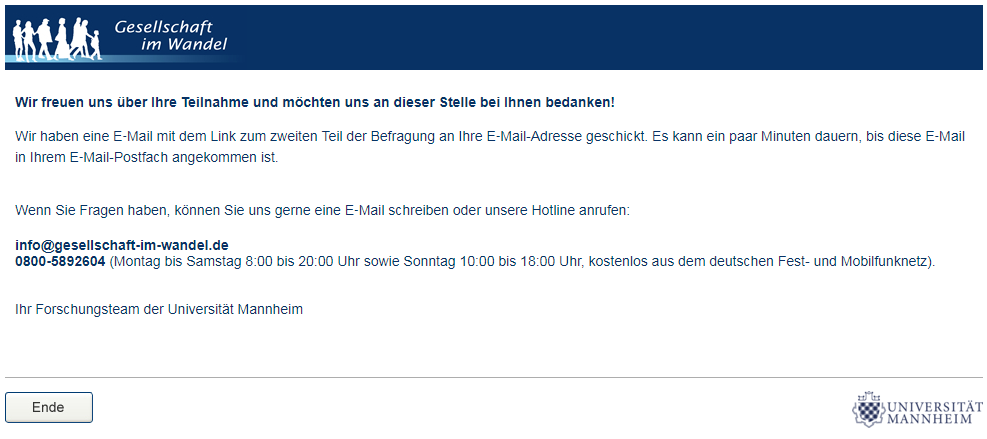 Gesellschaft
im Wandel
Wir freuen uns über Ihre Teilnahme und möchten uns an dieser Stelle bei Ihnen bedanken!
Wir haben eine E-Mail mit dem Link zum zweiten Teil der Befragung an Ihre E-Mail-Adresse geschickt. Es kann ein paar Minuten dauern, bis diese E-Mail
in Ihrem E-Mail-Postfach angekommen ist.
Wenn Sie Fragen haben, können Sie uns gerne eine E-Mail schreiben oder unsere Hotline anrufen:
info@gesellschaft-im-wandel.de
0800-5892604 (Montag bis Samstag 8:00 bis 20:00 Uhr sowie Sonntag 10:00 bis 18:00 Uhr, kostenlos aus dem deutschen Fest- und Mobilfunknetz).
Ihr Forschungsteam der Universität Mannheim
Ende
UNIVERSITÄT
MANNHEIM